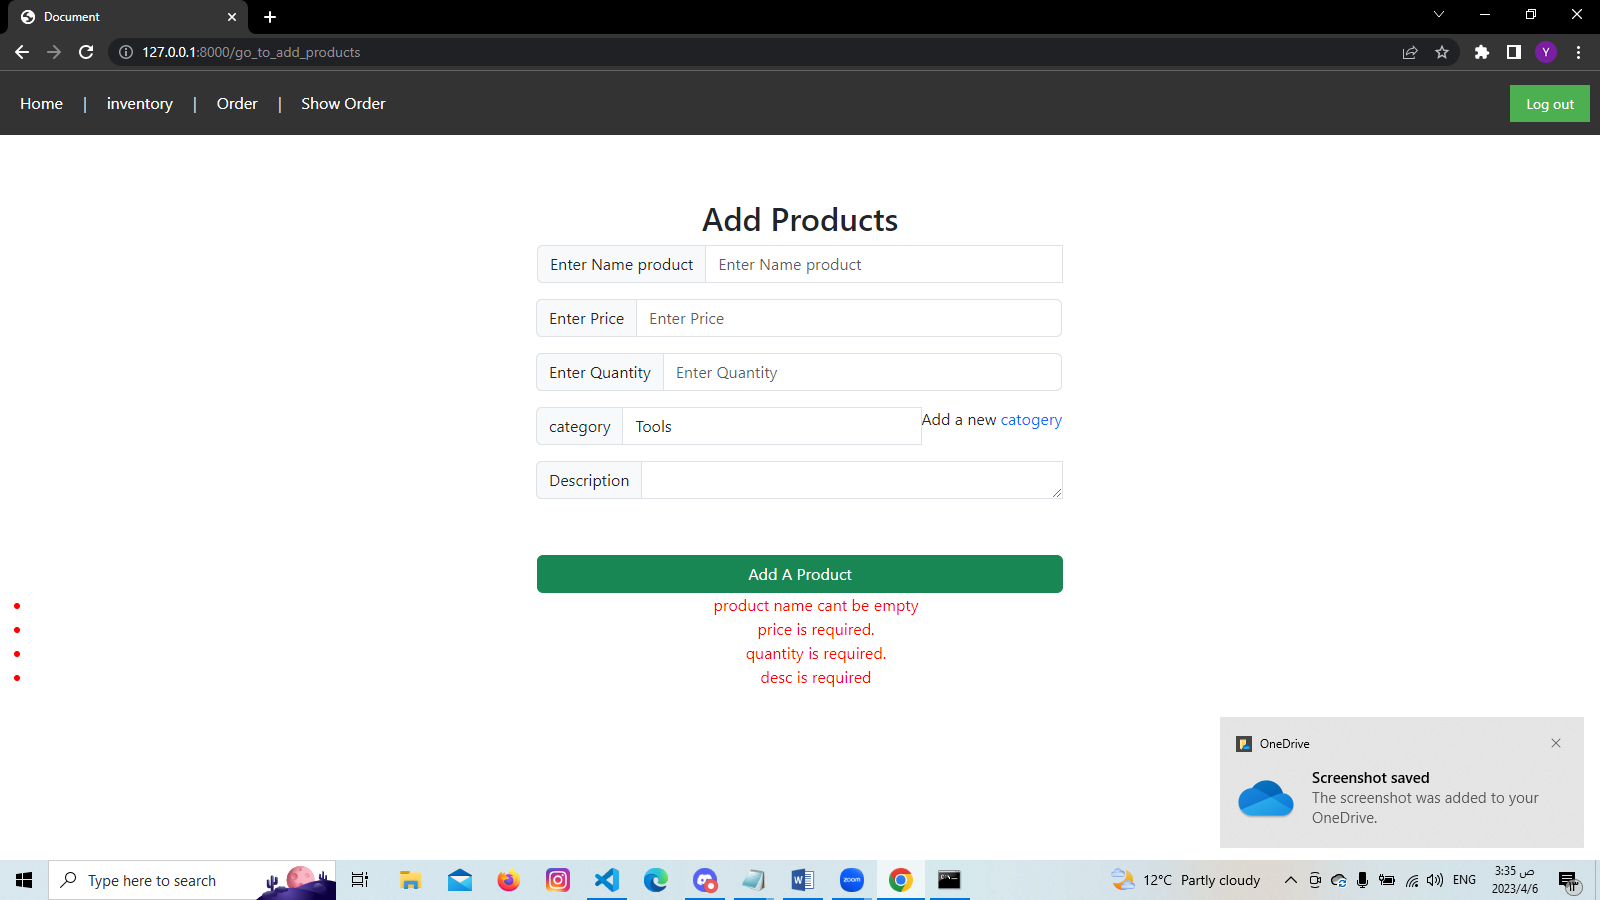 Document
127.0.0.1:8000/go_to_add_products
Y
Home | inventory | Order | Show Order
Log out
Add Products
Enter Name product Enter Name product
Enter Price Enter Price
Enter Quantity Enter Quantity
category Tools Add a new catogery
Description
Add A Product
product name cant be empty
price is required.
quantity is required.
desc is required
OneDrive
Screenshot saved
The screenshot was added to your
OneDrive.
Type here to search
zoom
12°C Partly cloudy
ENG
3:35 ص
2023/4/6